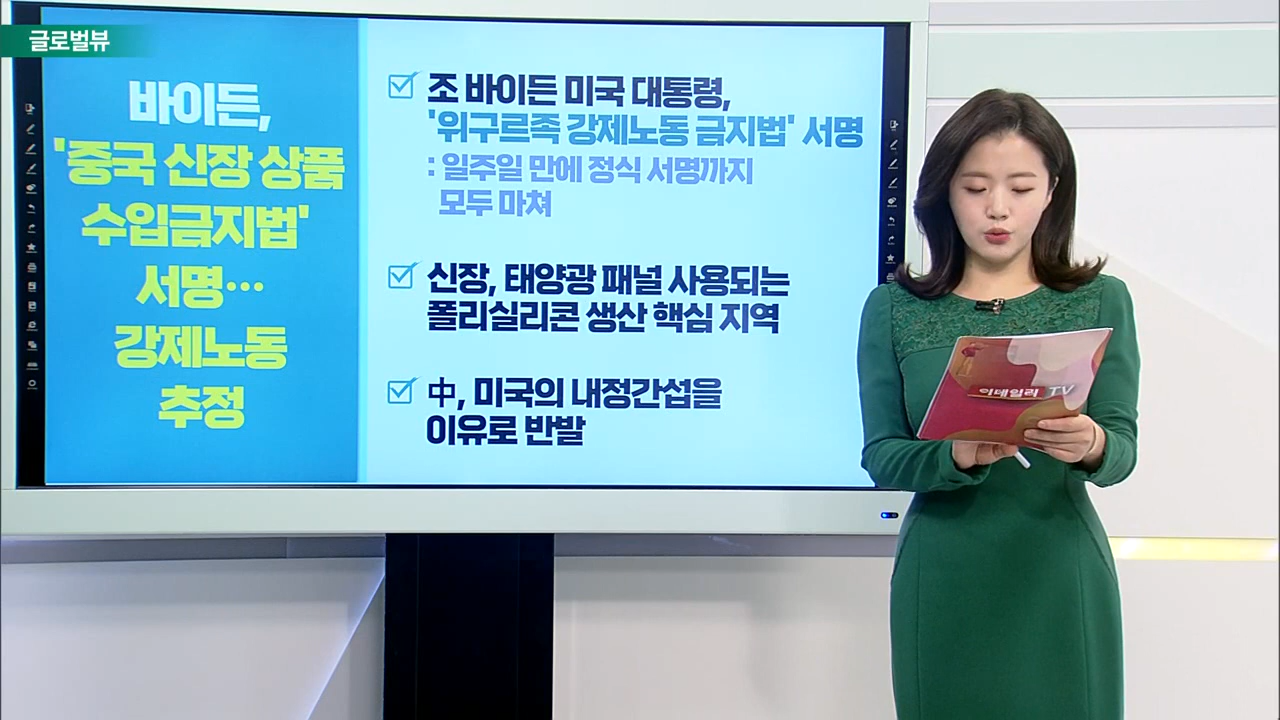 글로벌뷰
바이든,
'중국 신장 상품
수입금지법'
서명…
강제노동
추정
조 바이든 미국 대통령,
'위구르족 강제노동 금지법' 서명
: 일주일 만에 정식 서명까지
모두 마쳐
신장, 태양광 패널 사용되는
폴리실리콘 생산 핵심 지역
中, 미국의 내정간섭을
이유로 반발
이데일리 TV